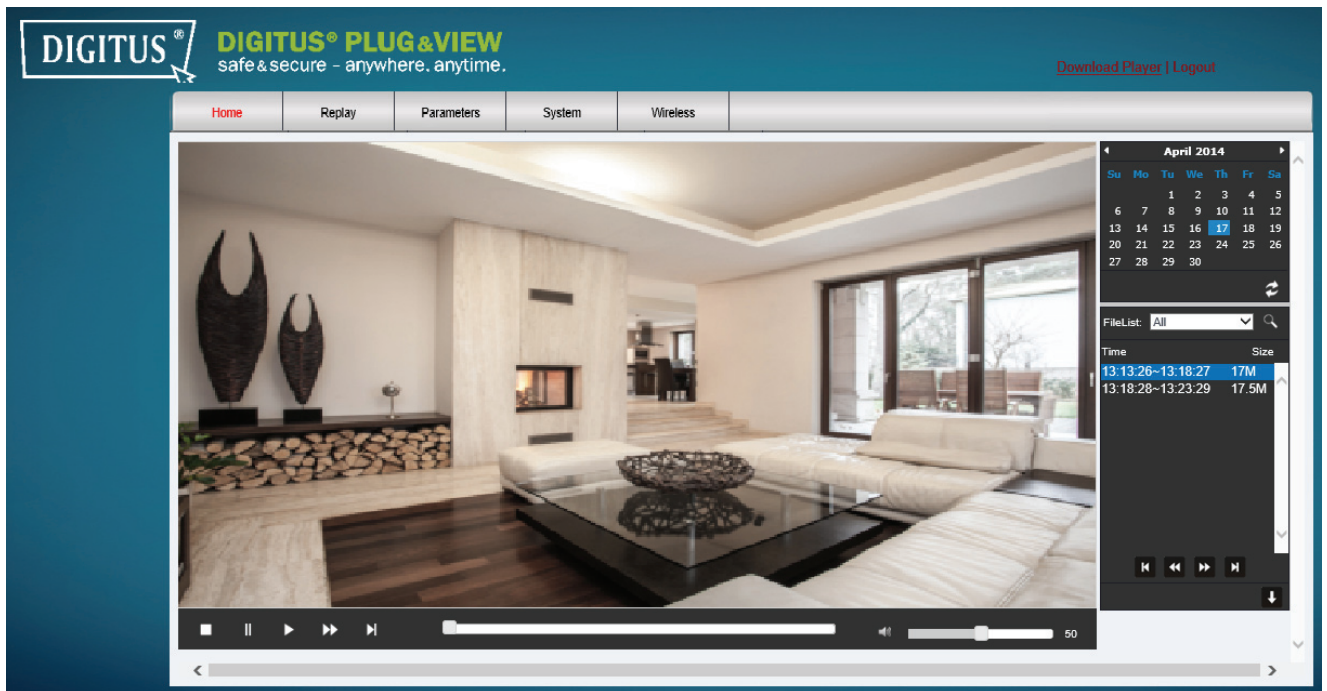 DIGITUS®
DIGITUS® PLUG&VIEW
safe&secure – anywhere. anytime.
Download Player | Logout
Home Replay Parameters System Wireless
April 2014
Su Mo Tu We Th Fr Sa
1 2 3 4 5
6 7 8 9 10 11 12
13 14 15 16 17 18 19
20 21 22 23 24 25 26
27 28 29 30
FileList: All
Time Size
13:13:26~13:18:27 17M
13:18:28~13:23:29 17.5M
50